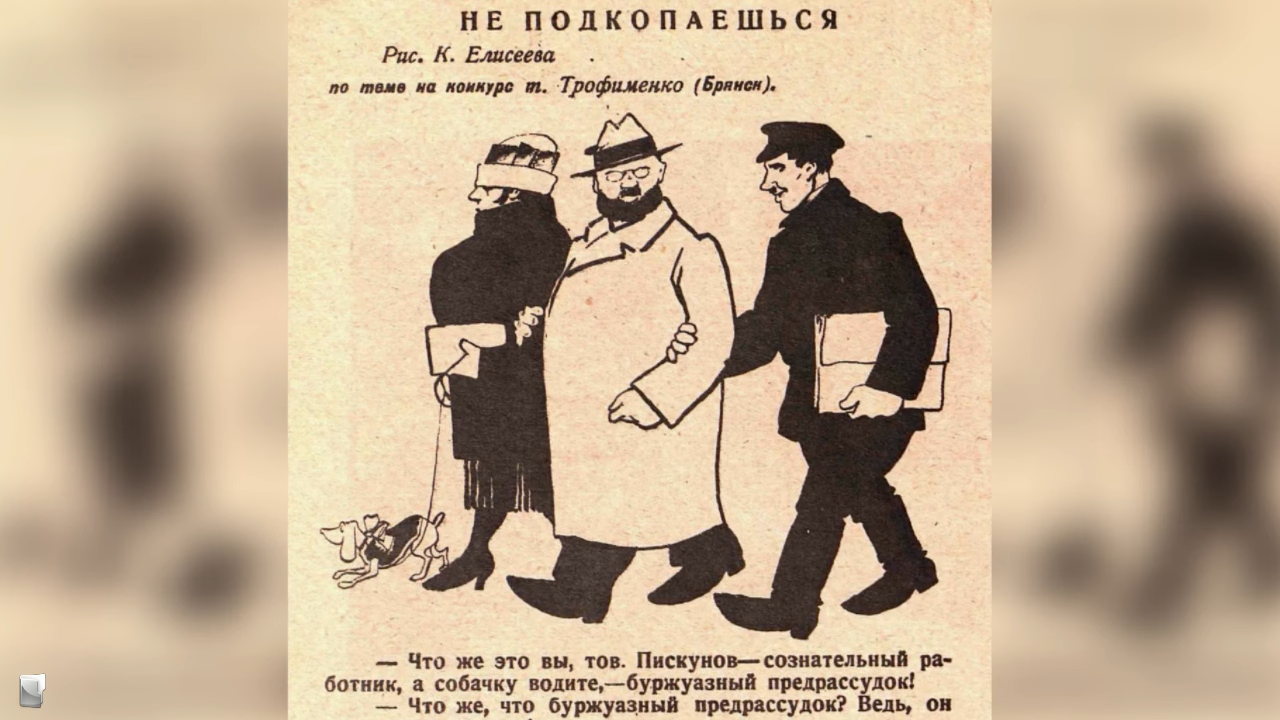 НЕ ПОДКОПАЕШЬСЯ
Рис. К. Елисеева
по теме на конкурс т. Трофименко (Брянск).
— Что же это вы, тов. Пискунов—сознательный ра-
ботник, а собачку водите,—буржуазный предрассудок!
— Что же, что буржуазный предрассудок? Ведь, он